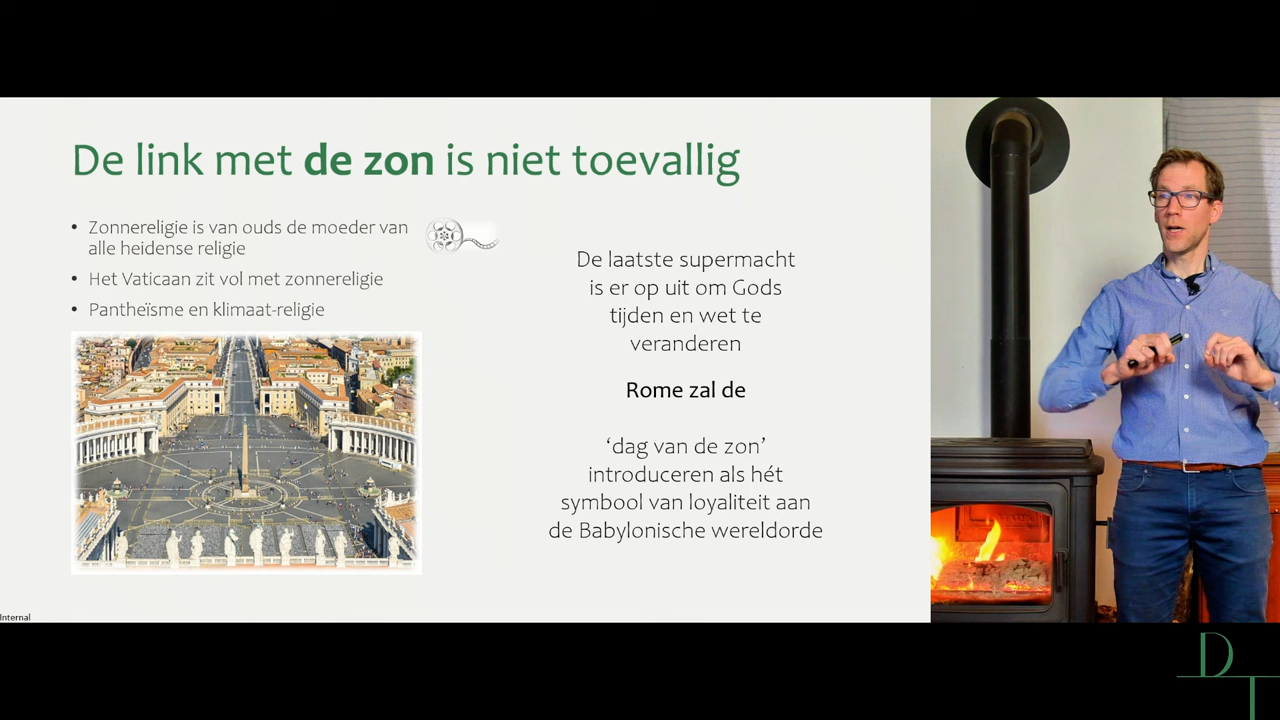 De link met de zon is niet toevallig
• Zonnereligie is van ouds de moeder van
alle heidense religie
• Het Vaticaan zit vol met zonnereligie
• Pantheïsme en klimaat-religie
De laatste supermacht
is er op uit om Gods
tijden en wet te
veranderen
Rome zal de
‘dag van de zon’
introduceren als hét
symbool van loyaliteit aan
de Babylonische wereldorde
Internal
DT